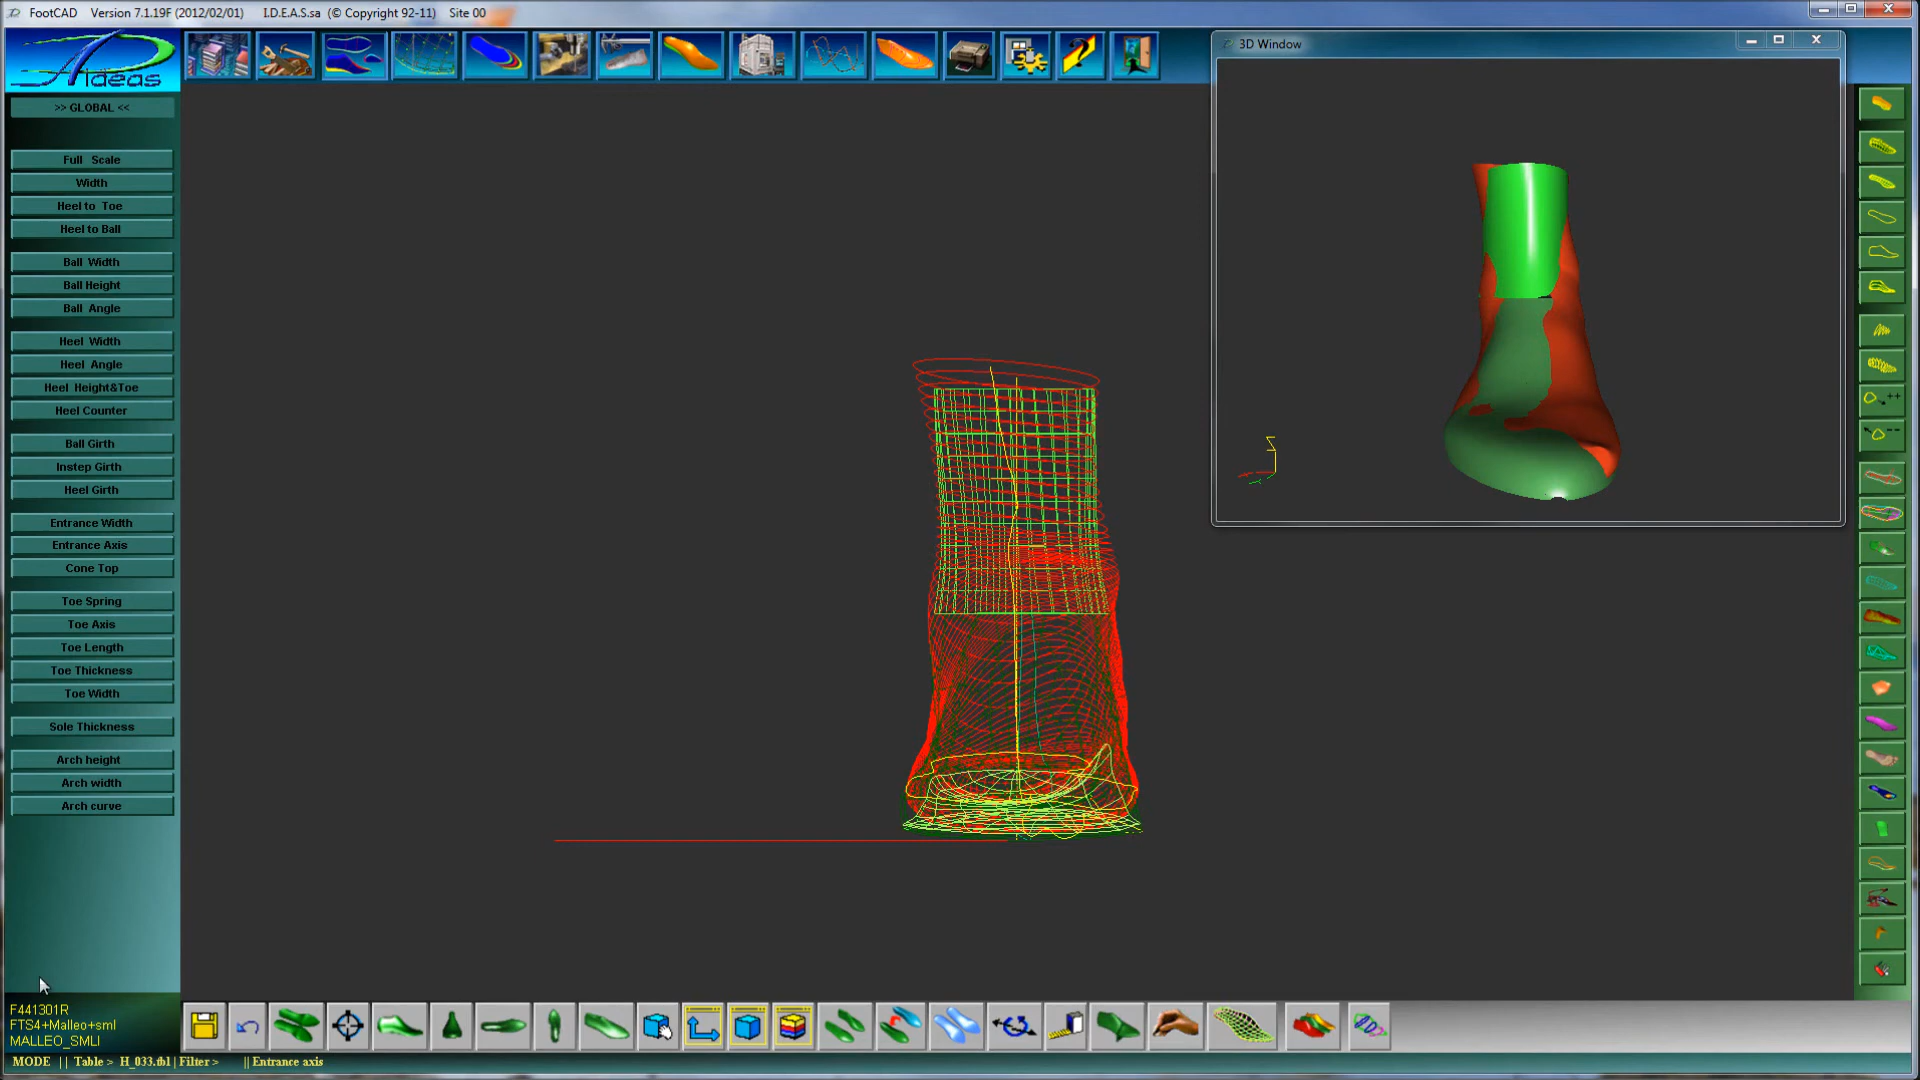 FootCAD Version 7.1.19F (2012/02/01) I.D.E.A.S.sa (© Copyright 92-11) Site 00
3D Window
Ideas
>> GLOBAL <<
Full Scale
Width
Heel to Toe
Heel to Ball
Ball Width
Ball Height
Ball Angle
Heel Width
Heel Angle
Heel Height&Toe
Heel Counter
Ball Girth
Instep Girth
Heel Girth
Entrance Width
Entrance Axis
Cone Top
Toe Spring
Toe Axis
Toe Length
Toe Thickness
Toe Width
Sole Thickness
Arch height
Arch width
Arch curve
F441301R
FTS4+Malleo+sml
MALLEO_SMLI
MODE || Table > H_033.tbl | Filter > || Entrance axis